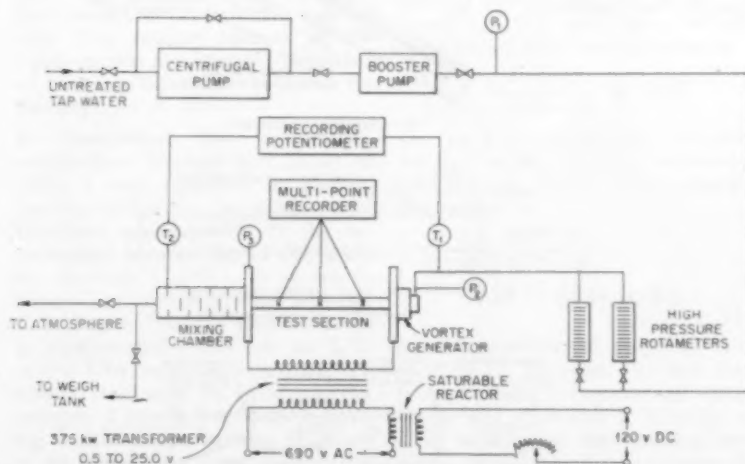 P1
CENTRIFUGAL
PUMP
BOOSTER
PUMP
UNTREATED
TAP WATER
RECORDING
POTENTIOMETER
MULTI-POINT
RECORDER
T2
P3
T1
P2
TO ATMOSPHERE
MIXING
CHAMBER
TEST SECTION
VORTEX
GENERATOR
HIGH
PRESSURE
ROTAMETERS
TO WEIGH
TANK
SATURABLE
REACTOR
375 kw TRANSFORMER
0.5 TO 25.0 v
690 v AC
120 v DC